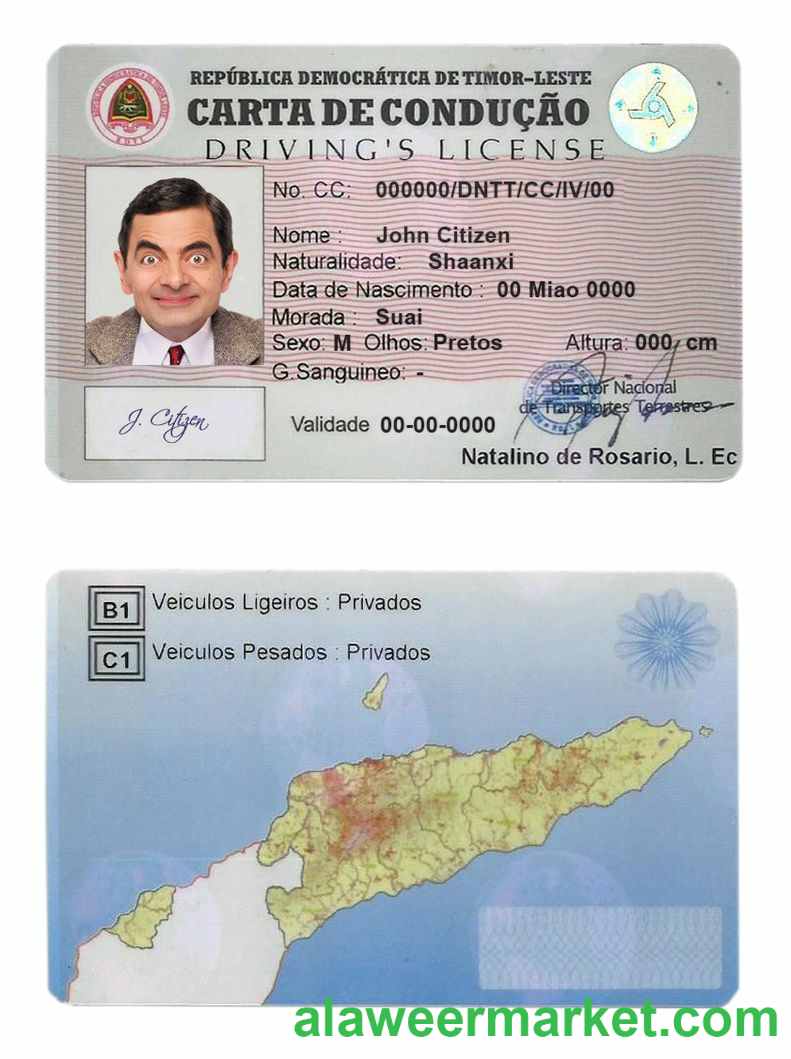 REPÚBLICA DEMOCRÁTICA DE TIMOR-LESTE
CARTA DE CONDUÇÃO
DRIVING'S LICENSE
No. CC: 000000/DNTT/CC/IV/00
Nome : John Citizen
Naturalidade: Shaanxi
Data de Nascimento : 00 Miao 0000
Morada : Suai
Sexo: M Olhos: Pretos Altura: 000 cm
G.Sanguineo: -
Director Nacional
de Transportes Terrestres
J. Citizen
Validade 00-00-0000
Natalino de Rosario, L. Ec
B1 Veiculos Ligeiros : Privados
C1 Veiculos Pesados : Privados
alaweermarket.com